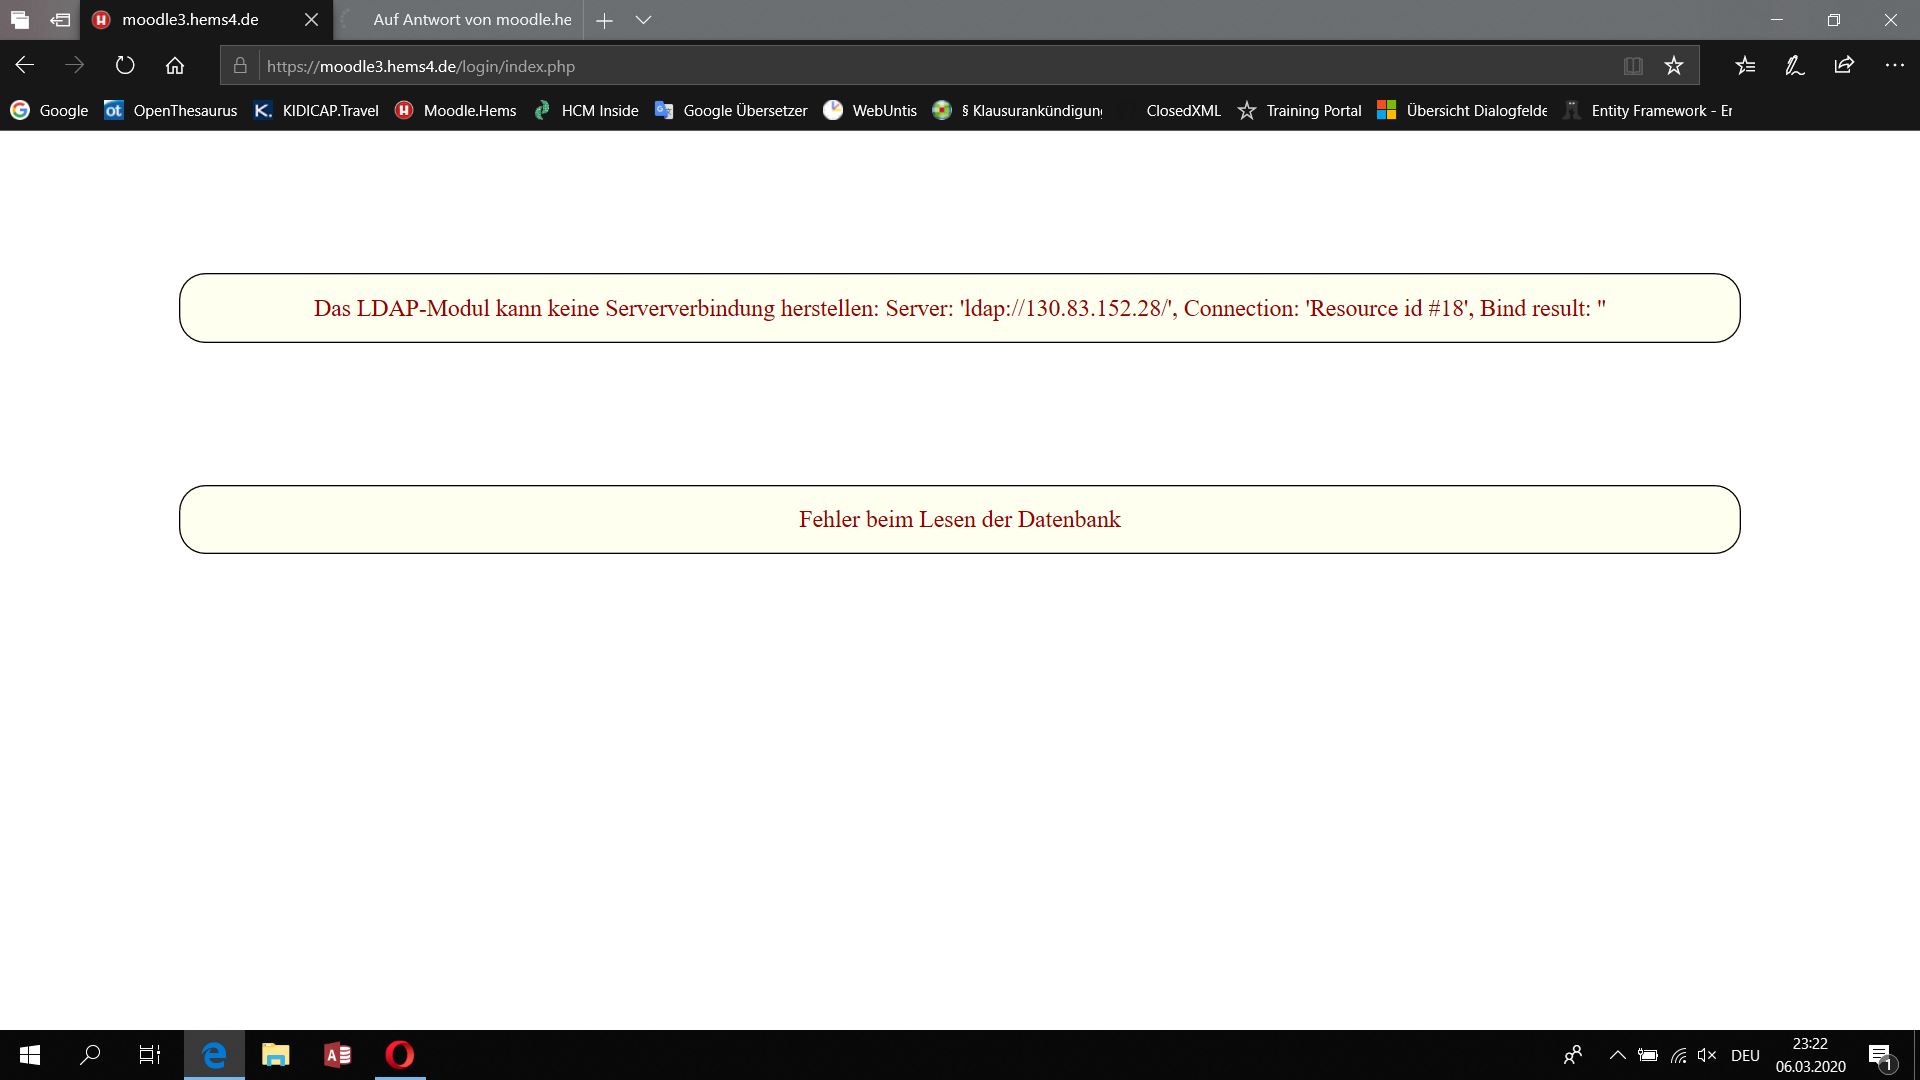 moodle3.hems4.de
Auf Antwort von moodle.he
https://moodle3.hems4.de/login/index.php
Google
ot OpenThesaurus
K. KIDICAP.Travel
H Moodle.Hems
HCM Inside
Google Übersetzer
WebUntis
§ Klausurankündigung
ClosedXML
Training Portal
Übersicht Dialogfelde
Entity Framework - Er
Das LDAP-Modul kann keine Serververbindung herstellen: Server: 'ldap://130.83.152.28/', Connection: 'Resource id #18', Bind result: ''
Fehler beim Lesen der Datenbank
DEU
23:22
06.03.2020
1